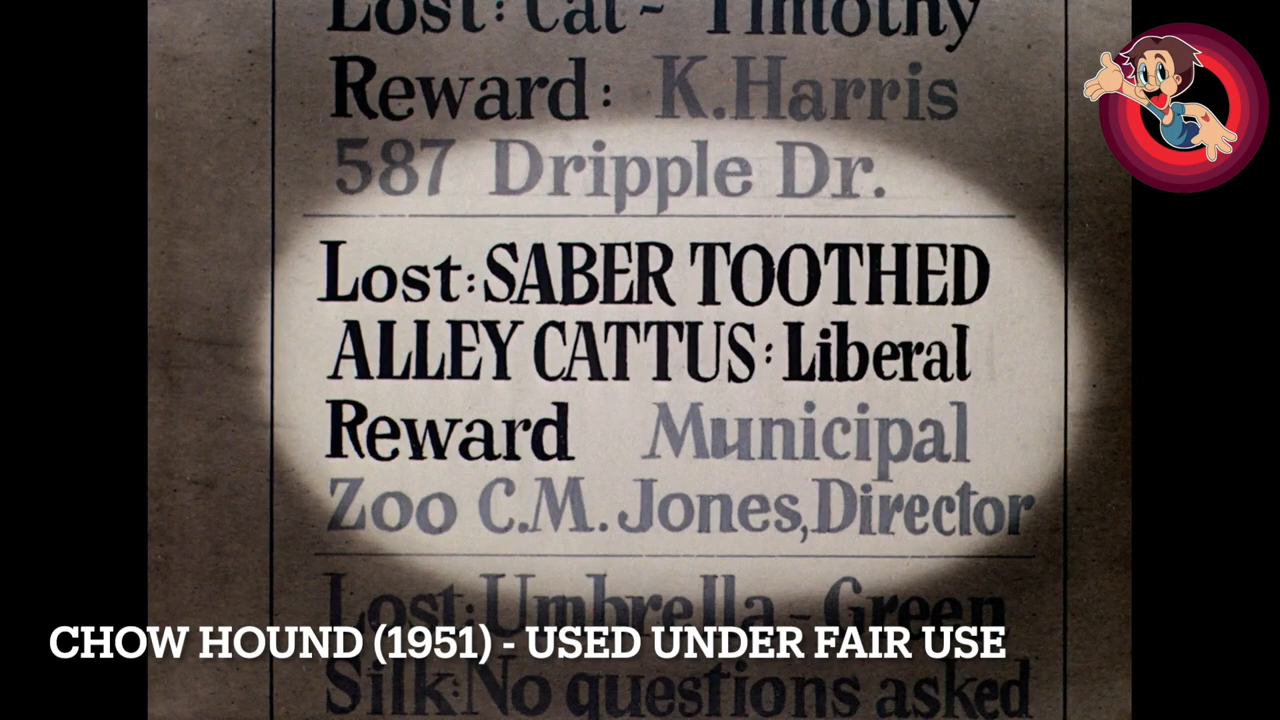 Lost: Cat ~ Timothy
Reward: K.Harris
587 Dripple Dr.
Lost: SABER TOOTHED
ALLEY CATTUS: Liberal
Reward Municipal
Zoo C.M. Jones, Director
Lost: Umbrella - Green
Silk: No questions asked
CHOW HOUND (1951) - USED UNDER FAIR USE